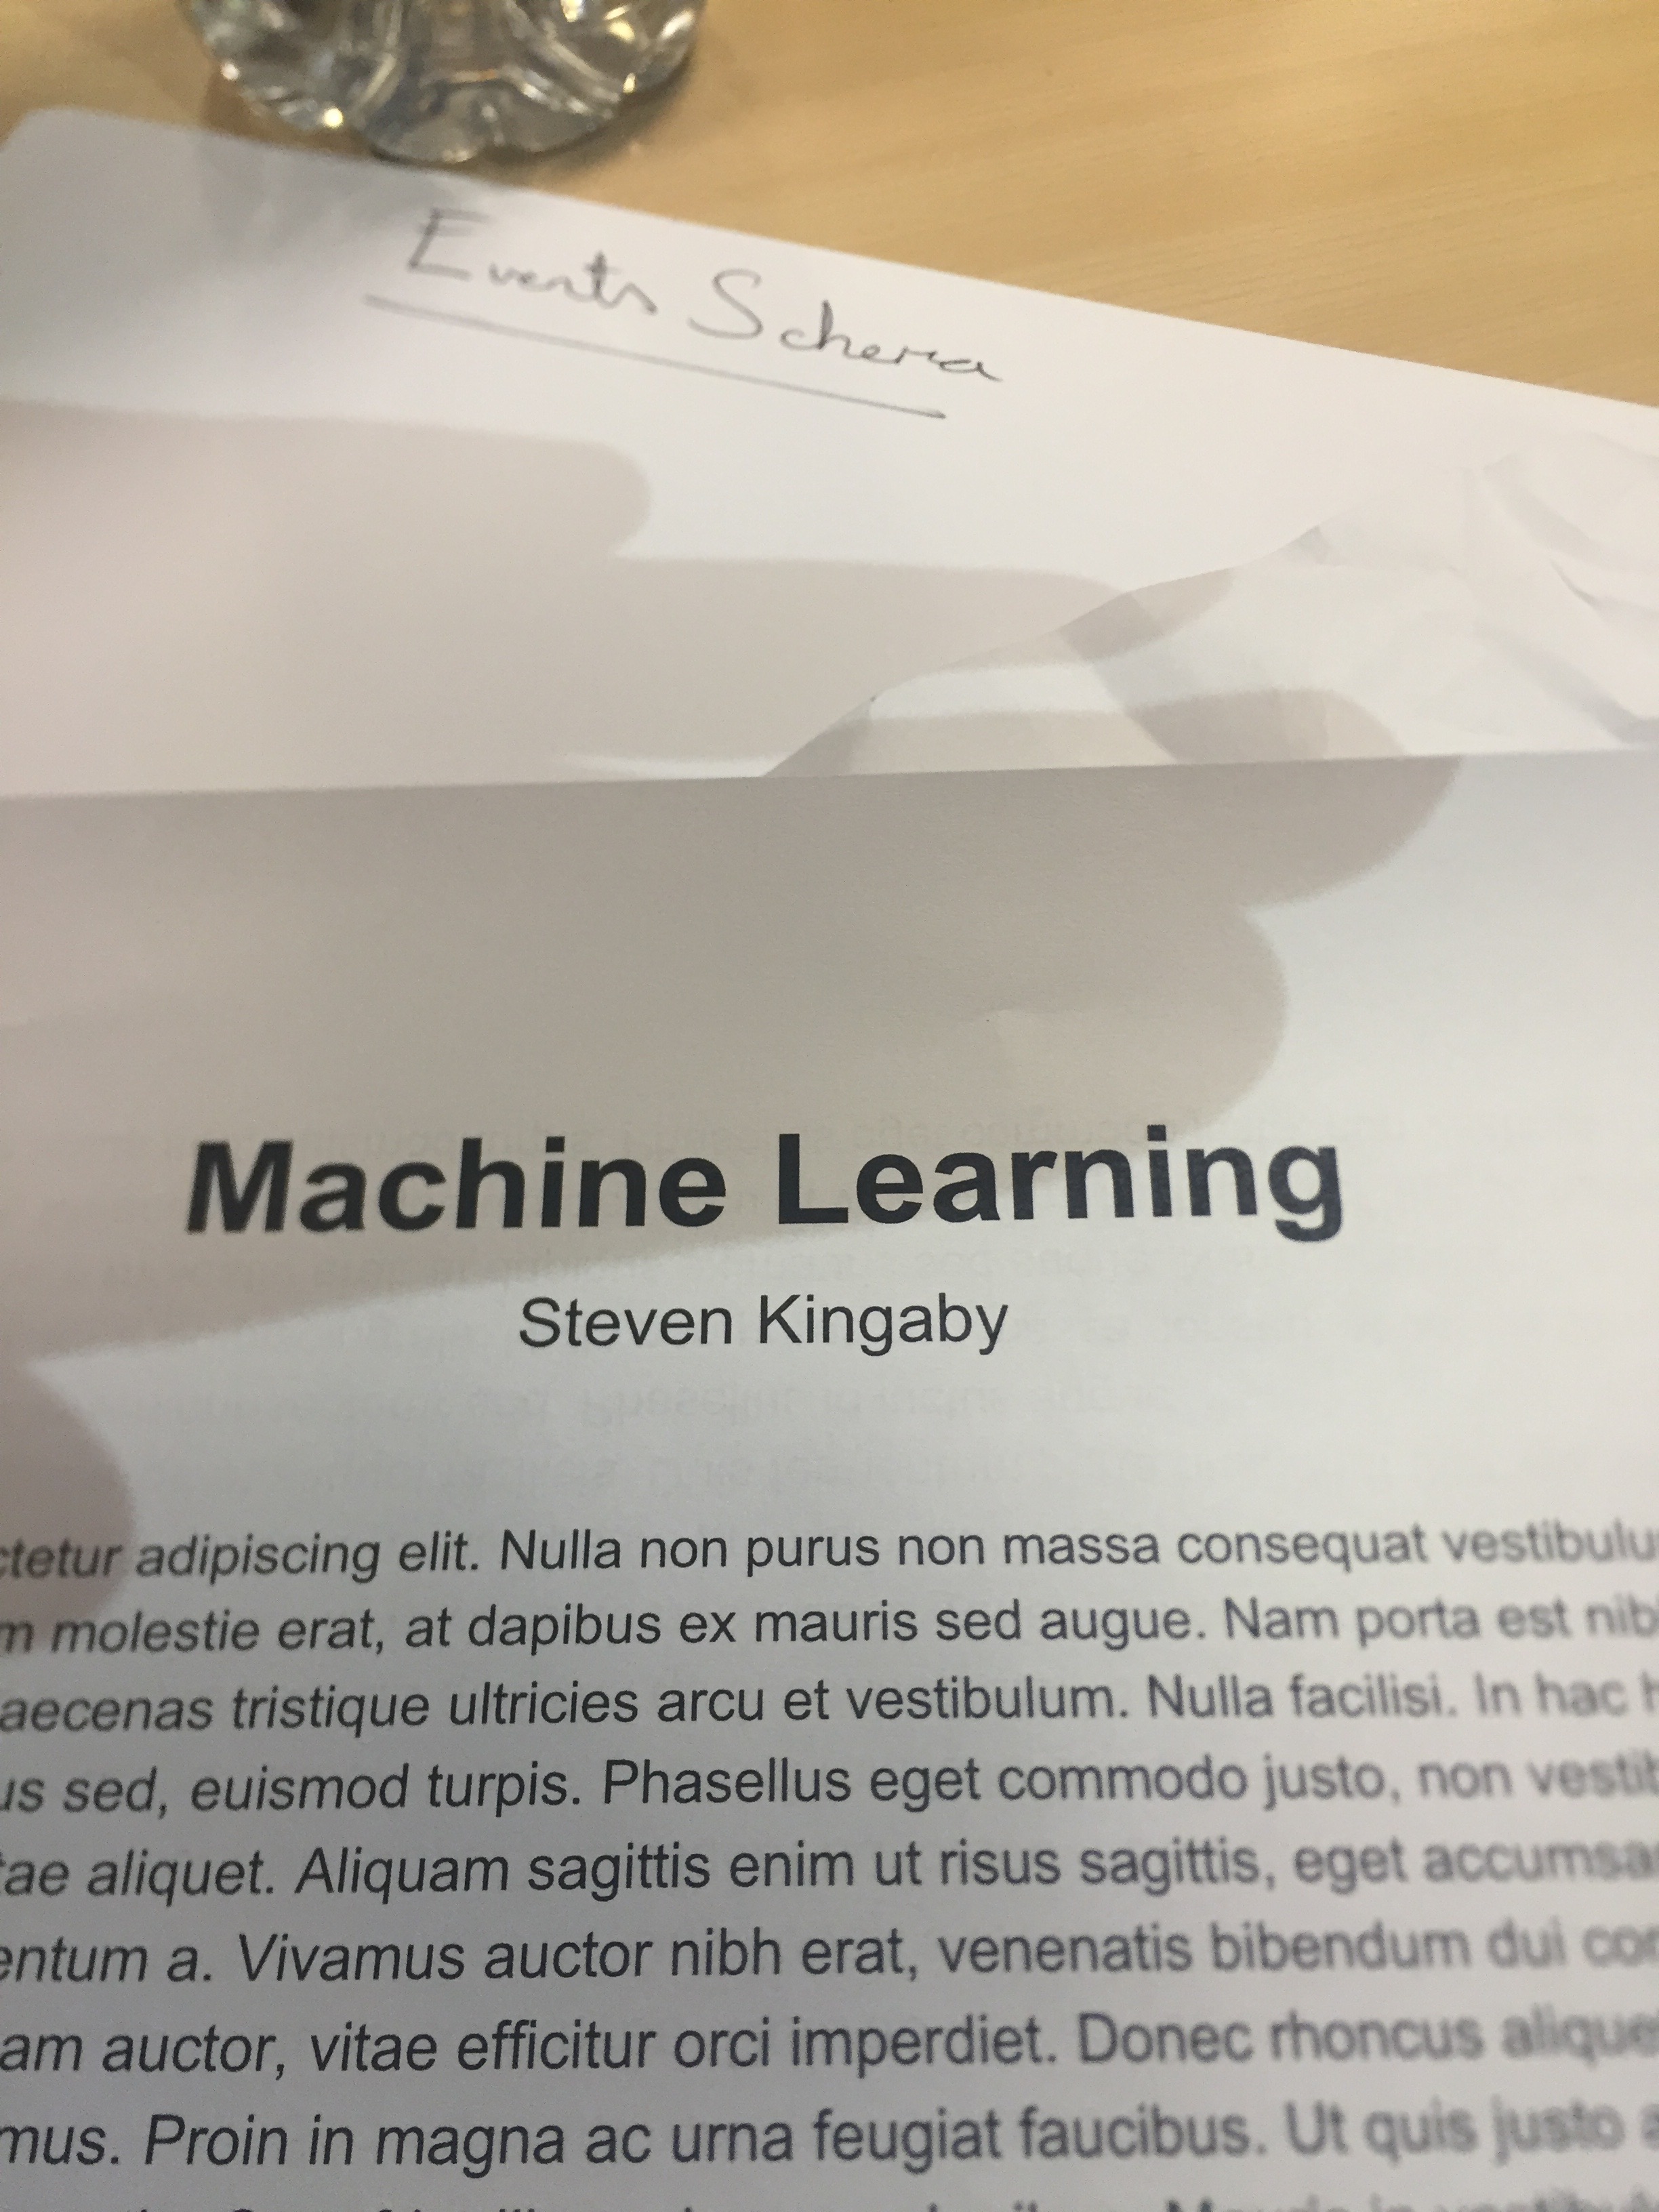 Events Schema
Machine Learning
Steven Kingaby
ctetur adipiscing elit. Nulla non purus non massa consequat vestibulu
m molestie erat, at dapibus ex mauris sed augue. Nam porta est nib
aecenas tristique ultricies arcu et vestibulum. Nulla facilisi. In hac h
us sed, euismod turpis. Phasellus eget commodo justo, non vestib
tae aliquet. Aliquam sagittis enim ut risus sagittis, eget accumsa
entum a. Vivamus auctor nibh erat, venenatis bibendum dui cor
am auctor, vitae efficitur orci imperdiet. Donec rhoncus alique
mus. Proin in magna ac urna feugiat faucibus. Ut quis justo a